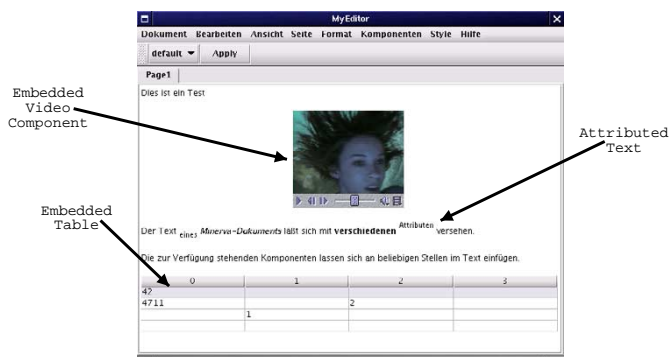 MyEditor
Dokument Bearbeiten Ansicht Seite Format Komponenten Style Hilfe
default Apply
Page1
Dies ist ein Test
Embedded
Video
Component
Attributed
Text
Embedded
Table
Der Text eines Minerva-Dokuments läßt sich mit verschiedenen Attributen versehen.
Die zur Verfügung stehenden Komponenten lassen sich an beliebigen Stellen im Text einfügen.
0 1 2 3
42
4711 2
1